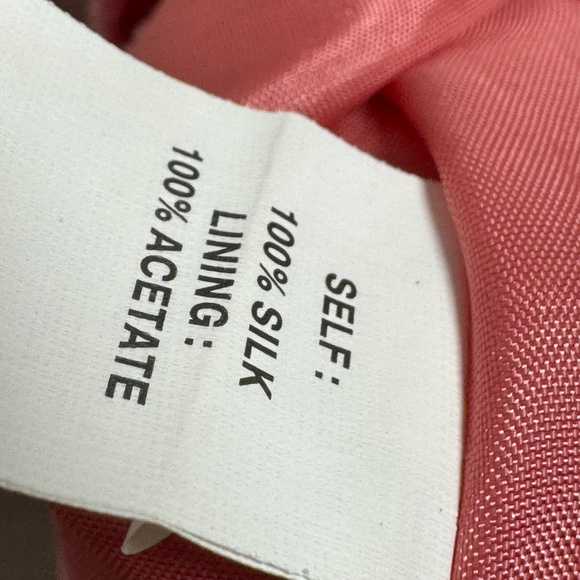 SELF:
100% SILK
LINING:
100% ACETATE